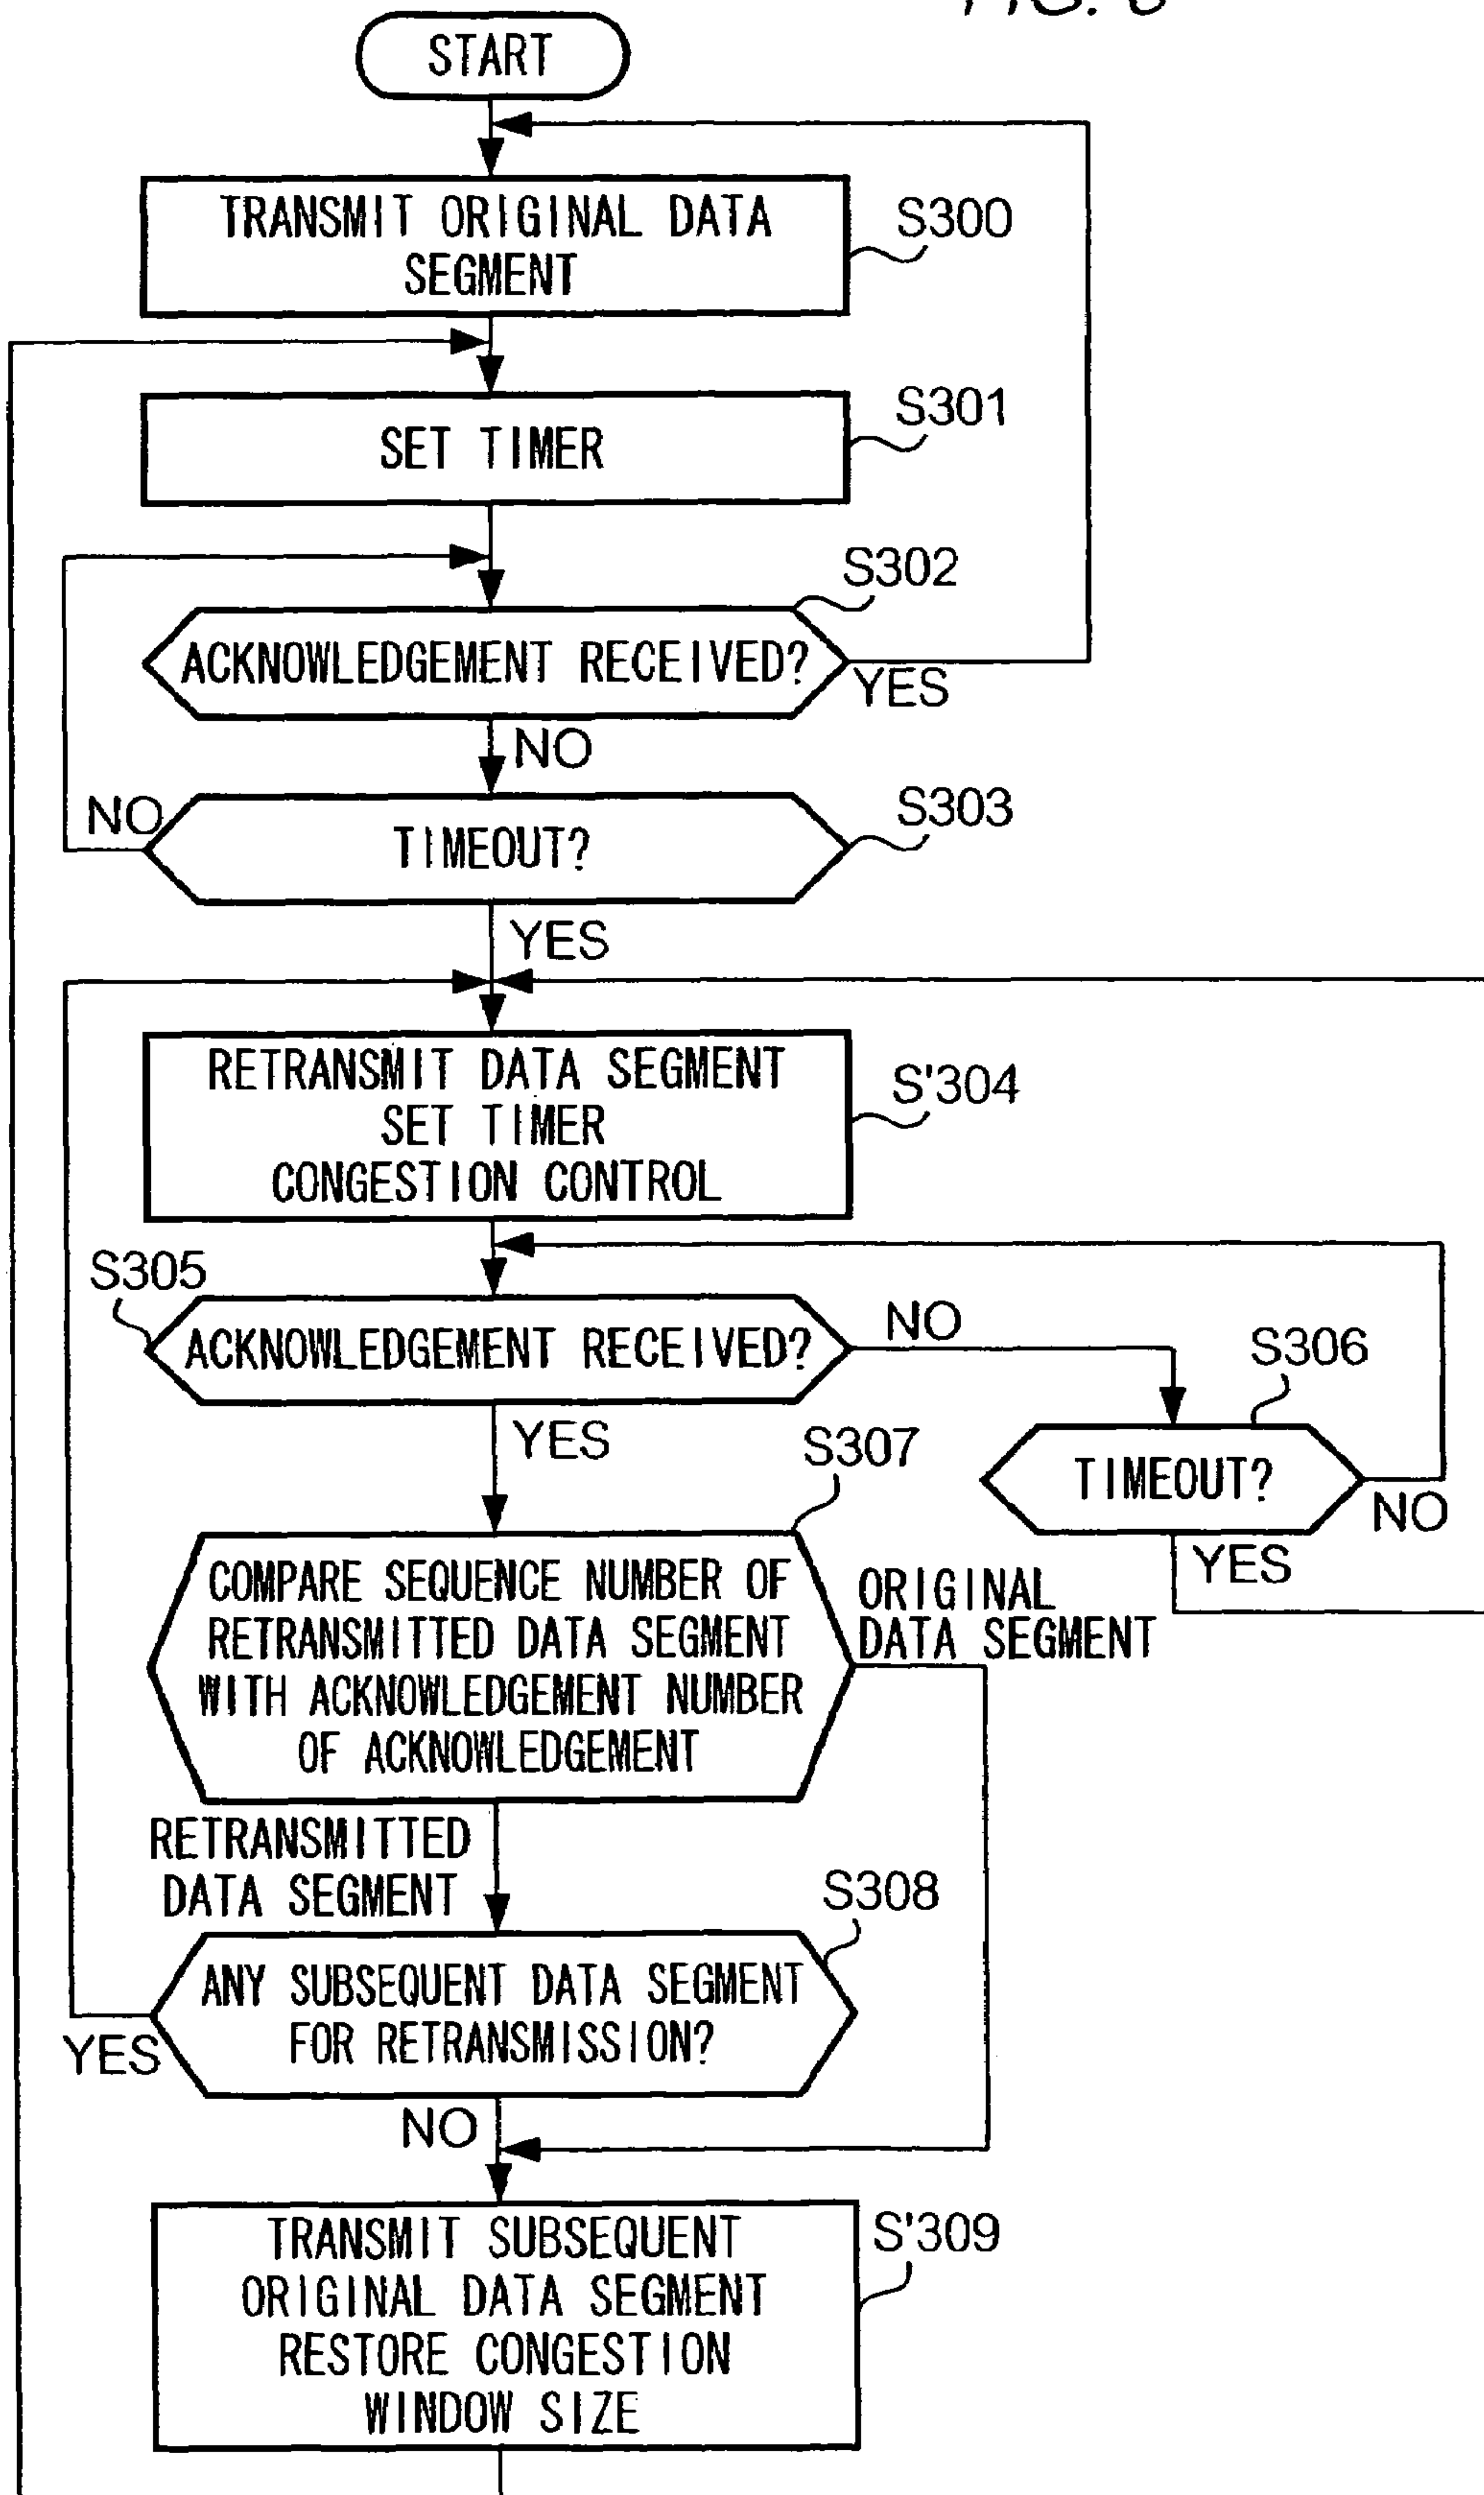 START
TRANSMIT ORIGINAL DATA
SEGMENT
S300
SET TIMER
S301
S302
ACKNOWLEDGEMENT RECEIVED?
YES
NO
NO
S303
TIMEOUT?
YES
RETRANSMIT DATA SEGMENT
SET TIMER
CONGESTION CONTROL
S'304
S305
ACKNOWLEDGEMENT RECEIVED?
NO
S306
YES
S307
TIMEOUT?
NO
YES
COMPARE SEQUENCE NUMBER OF
RETRANSMITTED DATA SEGMENT
WITH ACKNOWLEDGEMENT NUMBER
OF ACKNOWLEDGEMENT
ORIGINAL
DATA SEGMENT
RETRANSMITTED
DATA SEGMENT
S308
ANY SUBSEQUENT DATA SEGMENT
FOR RETRANSMISSION?
YES
NO
TRANSMIT SUBSEQUENT
ORIGINAL DATA SEGMENT
RESTORE CONGESTION
WINDOW SIZE
S'309